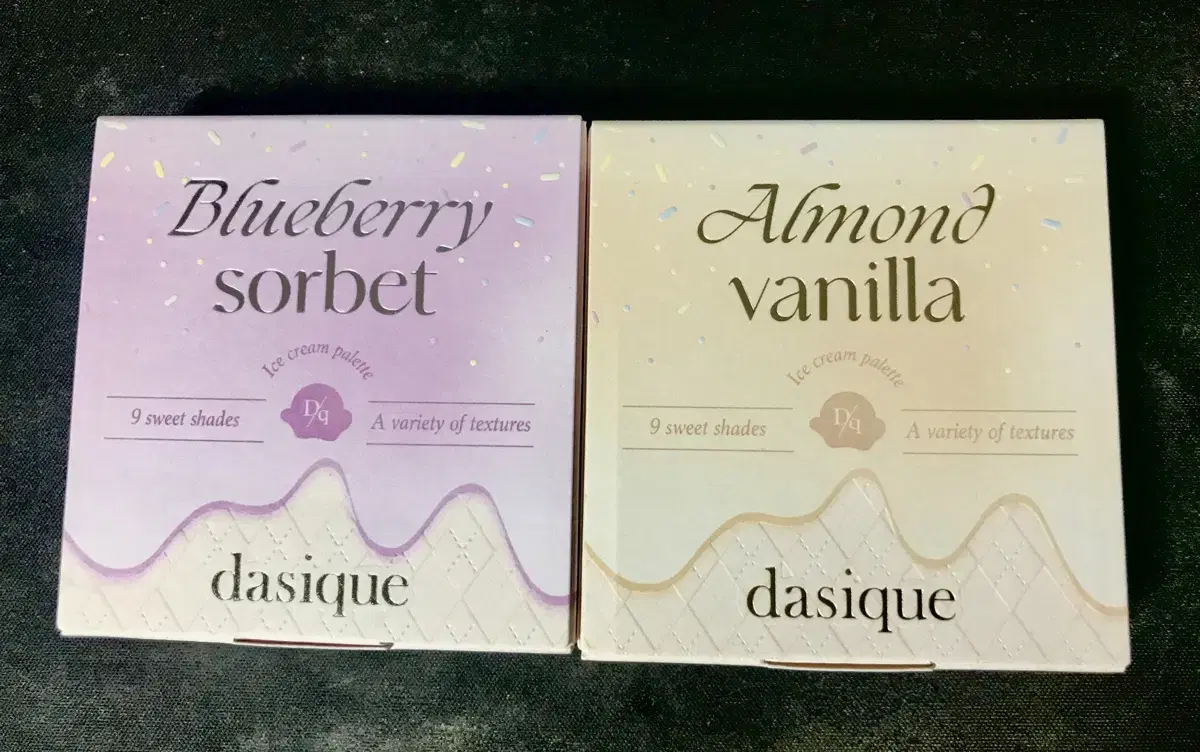 Blueberry
sorbet
Ice cream palette
9 sweet shades
D/q
A variety of textures
dasique
Almond
vanilla
Ice cream palette
9 sweet shades
D/q
A variety of textures
dasique